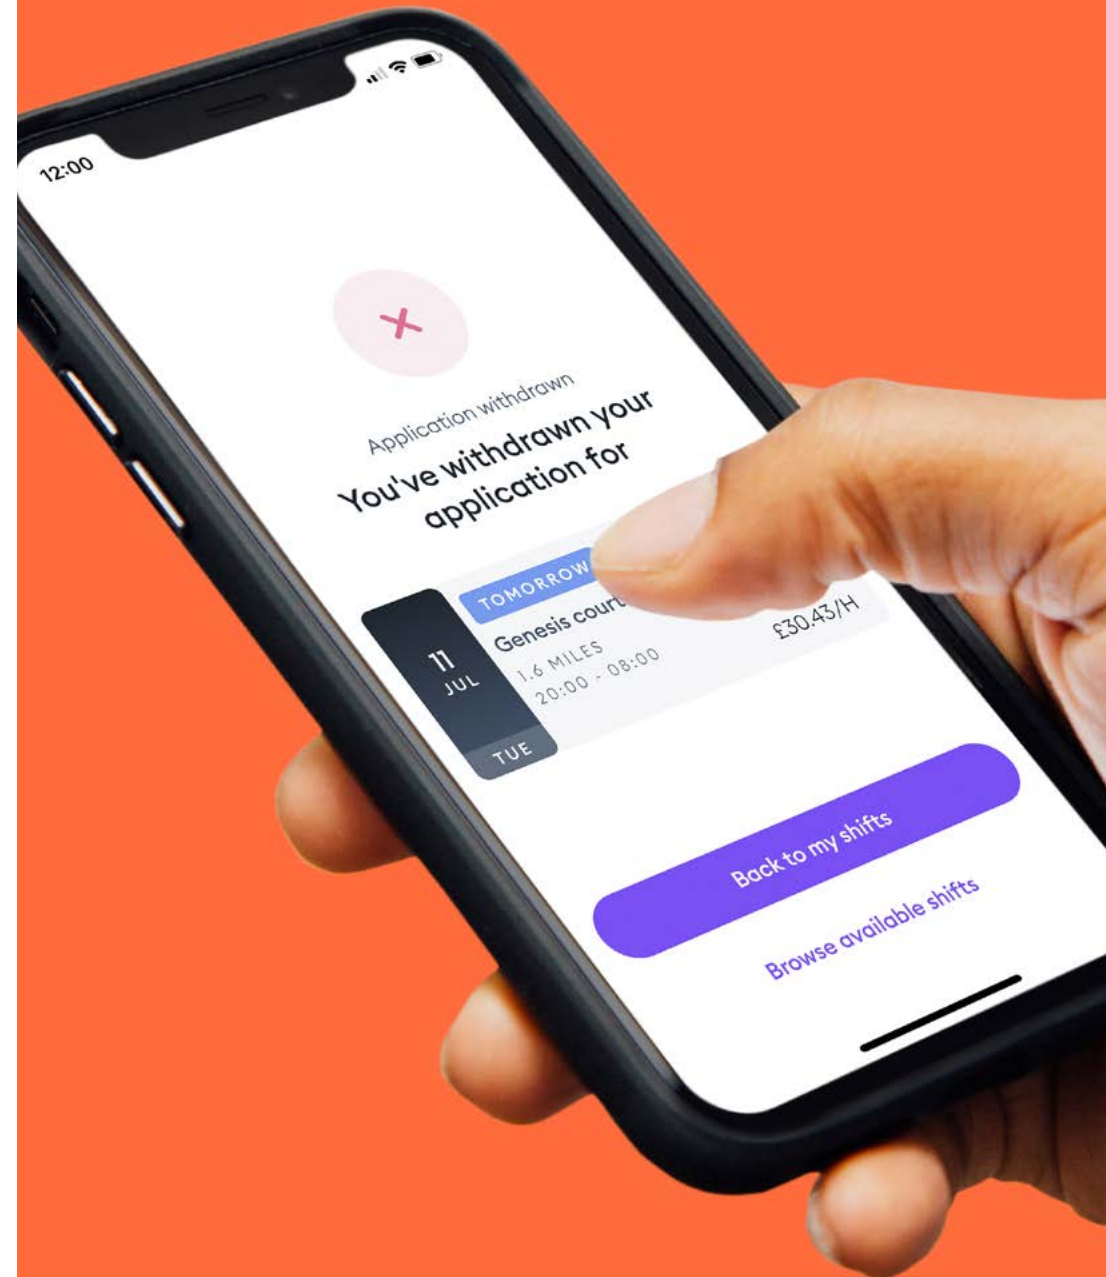 12:00
Application withdrawn
You've withdrawn your
application for
TOMORROW
11
JUL
TUE
Genesis court
1.6 MILES
20:00 - 08:00
£30.43/H
Back to my shifts
Browse available shifts